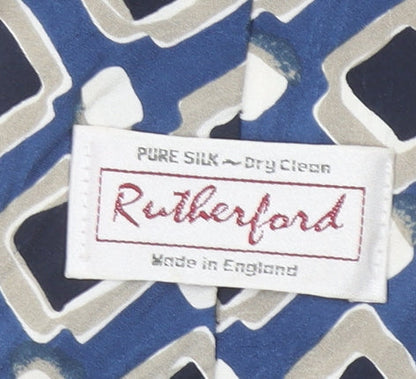 PURE SILK ~ Dry Clean
Rutherford
Made in England